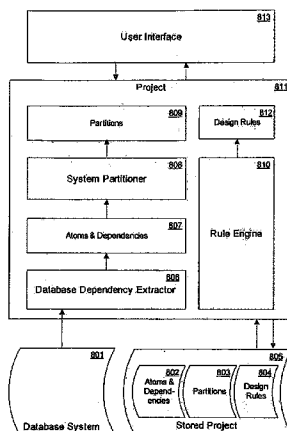 813
User Interface
Project
811
809
Partitions
812
Design Rules
808
System Partitioner
810
Rule Engine
807
Atoms & Dependencies
806
Database Dependency Extractor
801
Database System
805
802
Atoms &
Depend-
encies
803
Partitions
804
Design
Rules
Stored Project